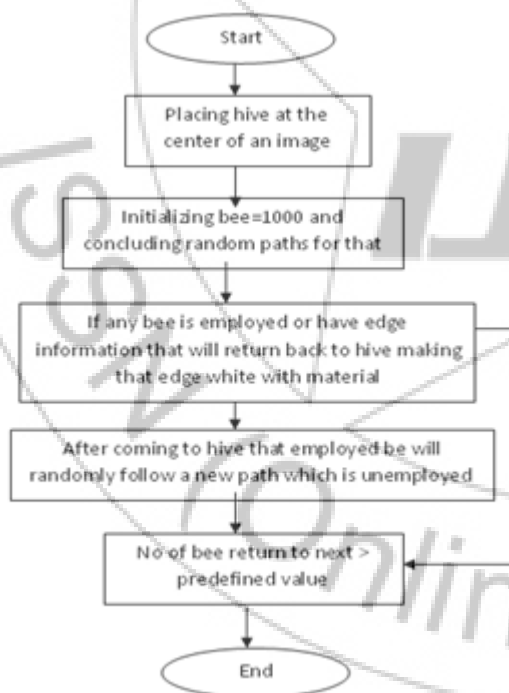 Start
Placing hive at the
center of an image
Initializing bee=1000 and
concluding random paths for that
If any bee is employed or have edge
information that will return back to hive making
that edge white with material
After coming to hive that employed be will
randomly follow a new path which is unemployed
No of bee return to next >
predefined value
End
ISSN
(Onlin